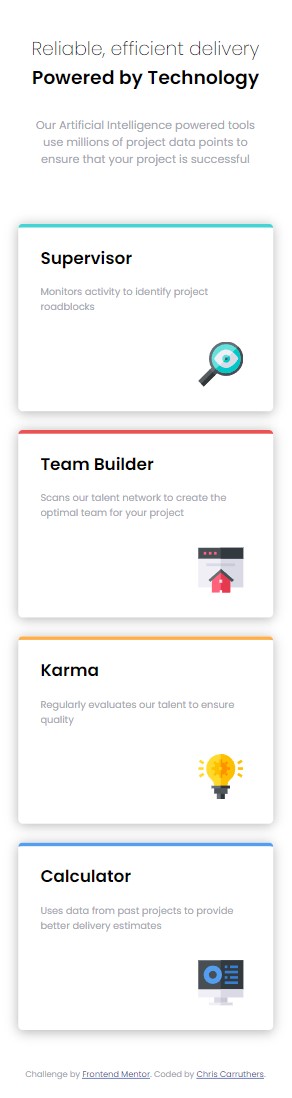 Reliable, efficient delivery
Powered by Technology
Our Artificial Intelligence powered tools
use millions of project data points to
ensure that your project is successful
Supervisor
Monitors activity to identify project
roadblocks
Team Builder
Scans our talent network to create the
optimal team for your project
Karma
Regularly evaluates our talent to ensure
quality
Calculator
Uses data from past projects to provide
better delivery estimates
Challenge by Frontend Mentor. Coded by Chris Carruthers.